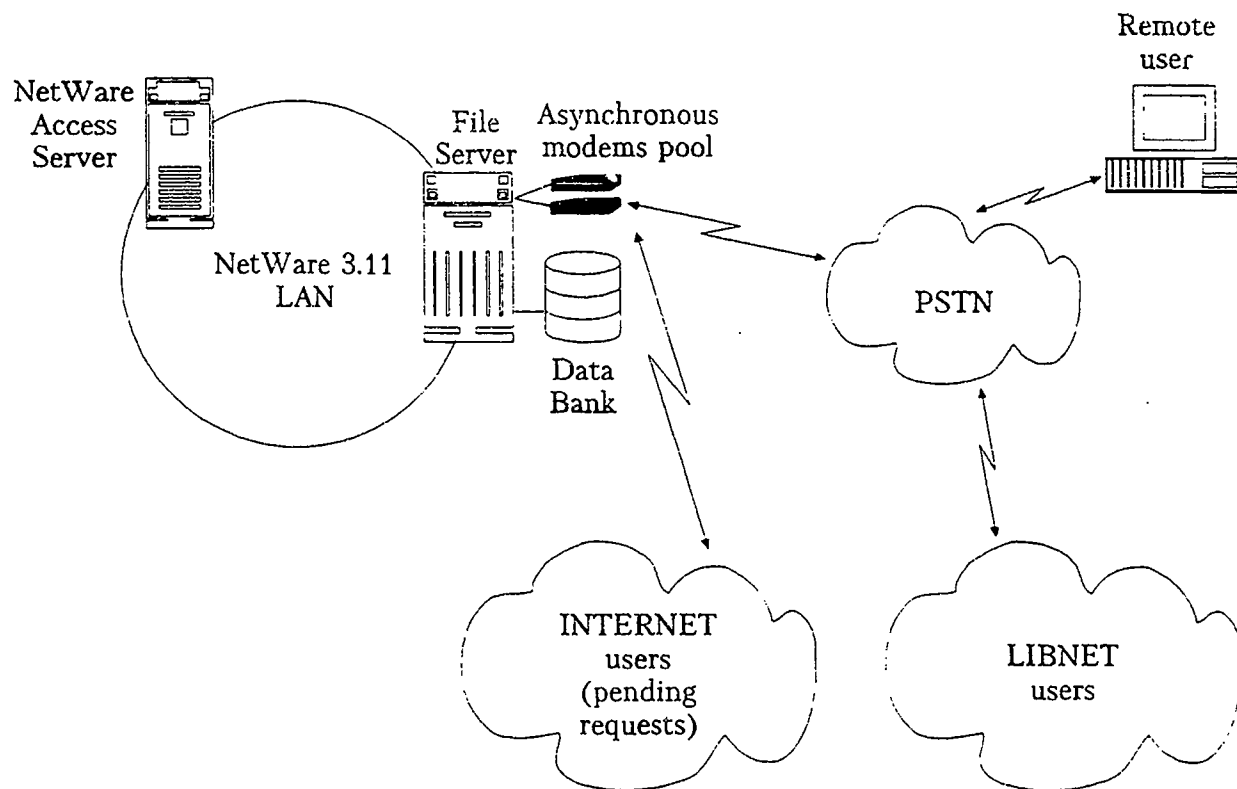 Remote
user
NetWare
Access
Server
File
Server
Asynchronous
modems pool
NetWare 3.11
LAN
PSTN
Data
Bank
INTERNET
users
(pending
requests)
LIBNET
users